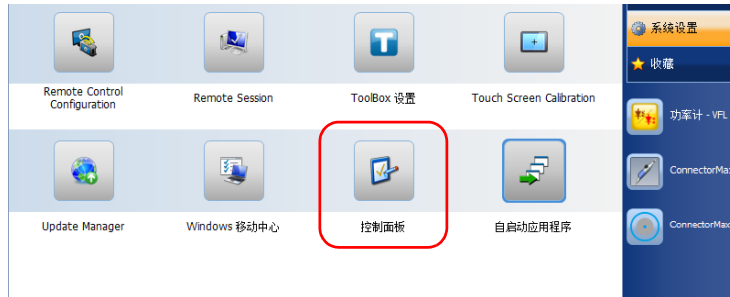 Remote Control
Configuration
Remote Session
T
ToolBox 设置
Touch Screen Calibration
Update Manager
Windows 移动中心
控制面板
自启动应用程序
系统设置
收藏
功率计 - VFL
ConnectorMa
ConnectorMax